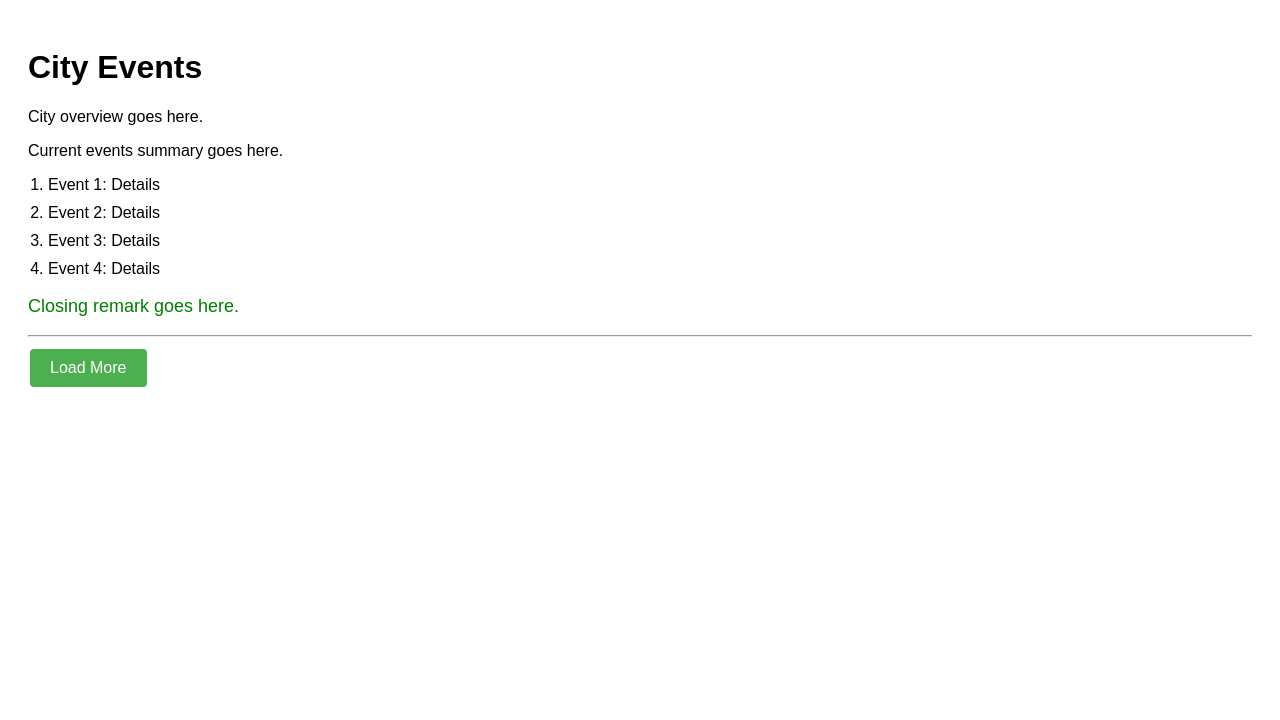 City Events
City overview goes here.
Current events summary goes here.
1. Event 1: Details
2. Event 2: Details
3. Event 3: Details
4. Event 4: Details
Closing remark goes here.
Load More